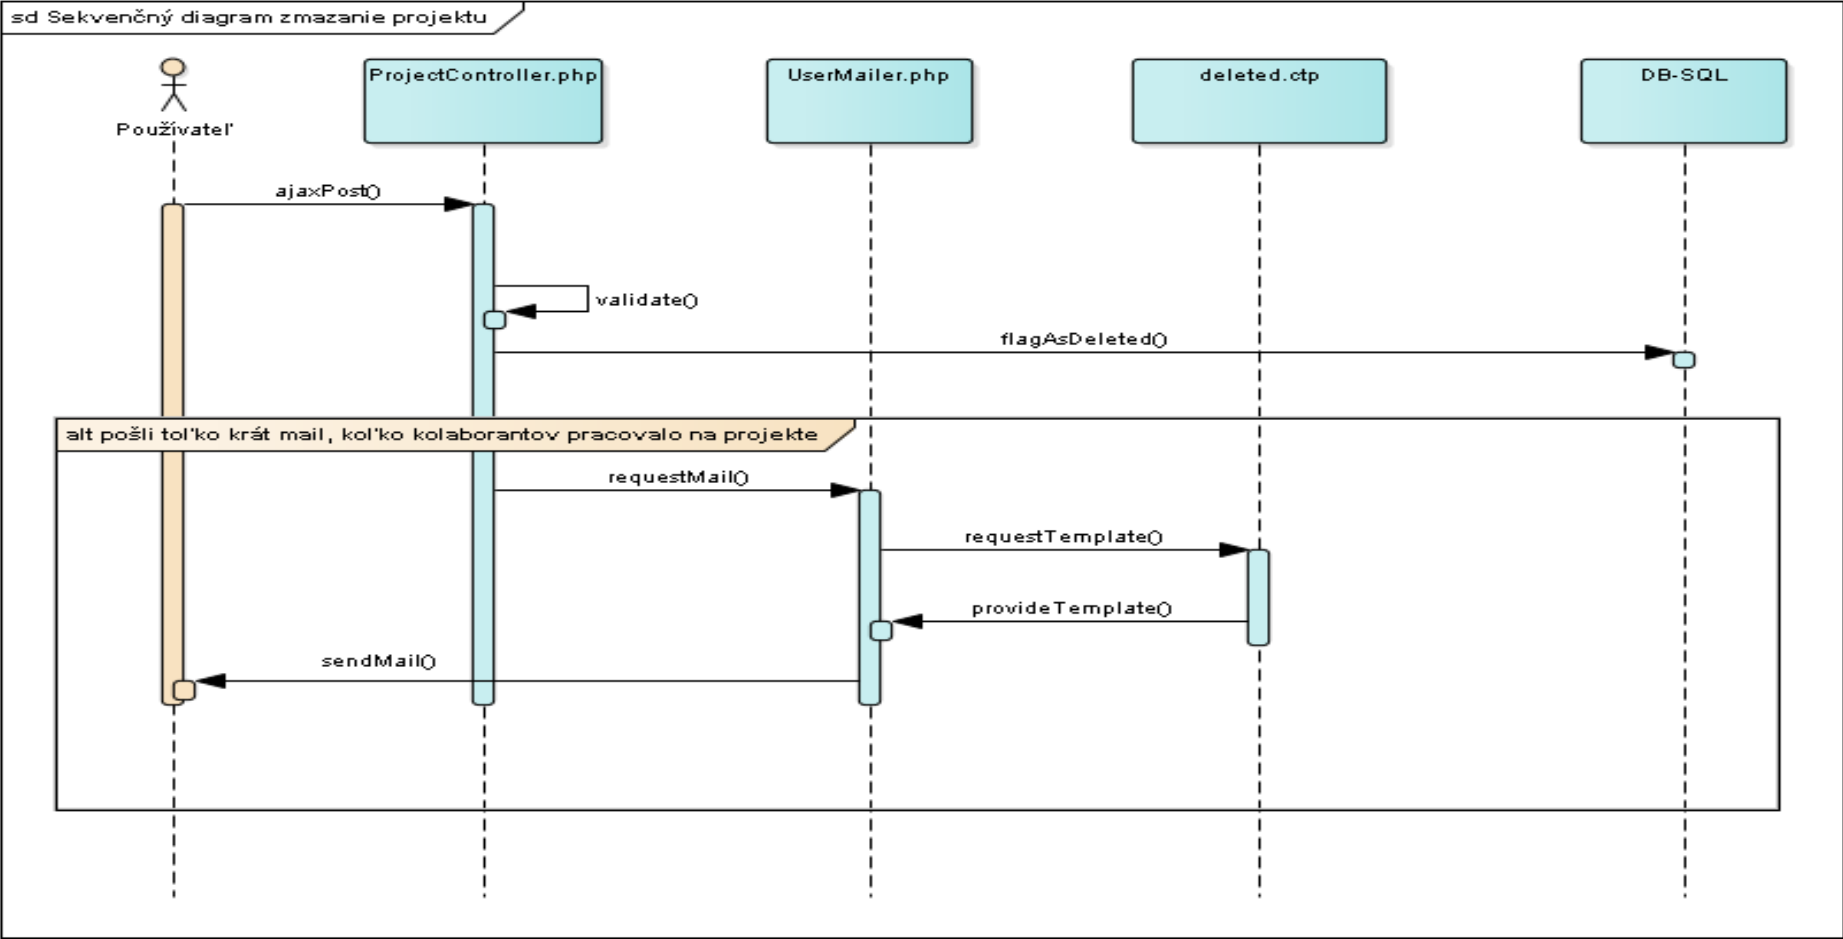 sd Sekvenčný diagram zmazanie projektu
Používateľ
ProjectController.php
UserMailer.php
deleted.ctp
DB-SQL
ajaxPost()
validate()
flagAsDeleted()
alt pošli toľko krát mail, koľko kolaborantov pracovalo na projekte
requestMail()
requestTemplate()
provideTemplate()
sendMail()